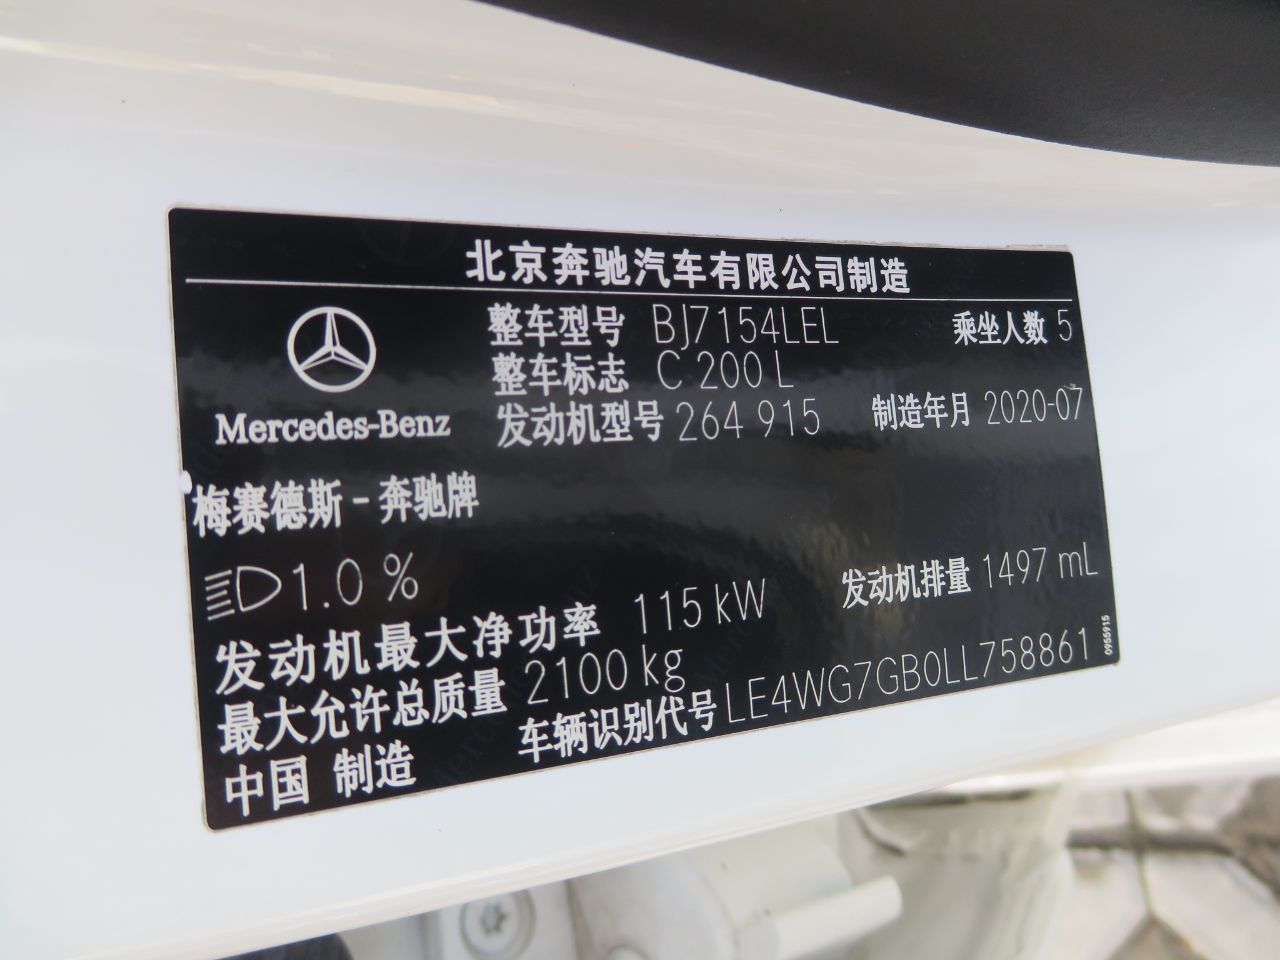 北京奔驰汽车有限公司制造
Mercedes-Benz
整车型号 BJ7154LEL 乘坐人数 5
整车标志 C 200 L
发动机型号 264 915 制造年月 2020-07
梅赛德斯-奔驰牌
1.0 %
发动机最大净功率 115 kW 发动机排量 1497 mL
最大允许总质量 2100 kg
中国 制造 车辆识别代号 LE4WG7GB0LL758861
0955915